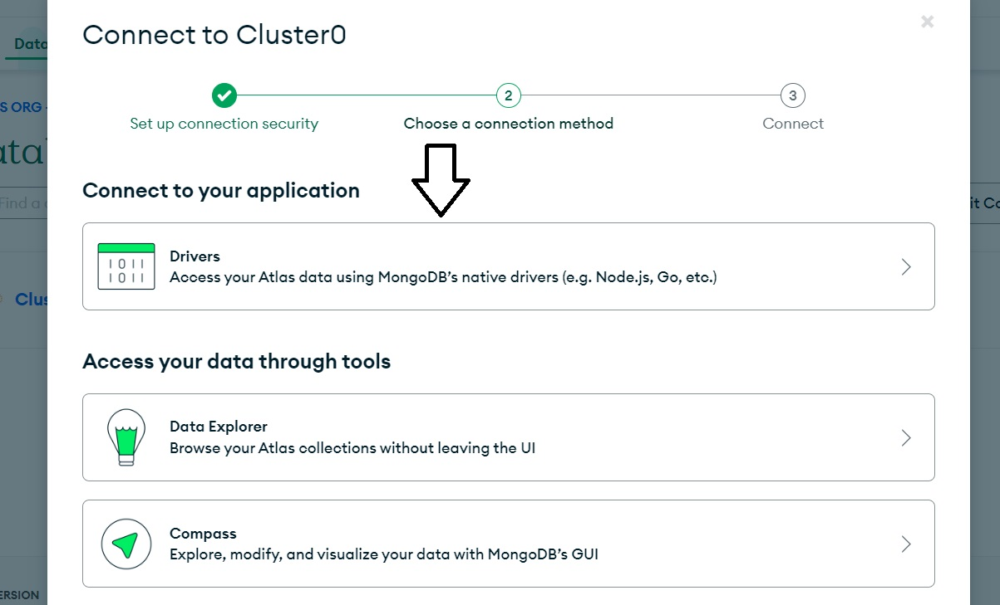 Connect to Cluster0
Data
2
3
Set up connection security
Choose a connection method
Connect
S ORG
Connect to your application
Find a
it Co
Drivers
1011
1011
Access your Atlas data using MongoDB's native drivers (e.g. Node.js, Go, etc.)
Clus
Access your data through tools
Data Explorer
Browse your Atlas collections without leaving the UI
Compass
Explore, modify, and visualize your data with MongoDB's GUI
ERSION